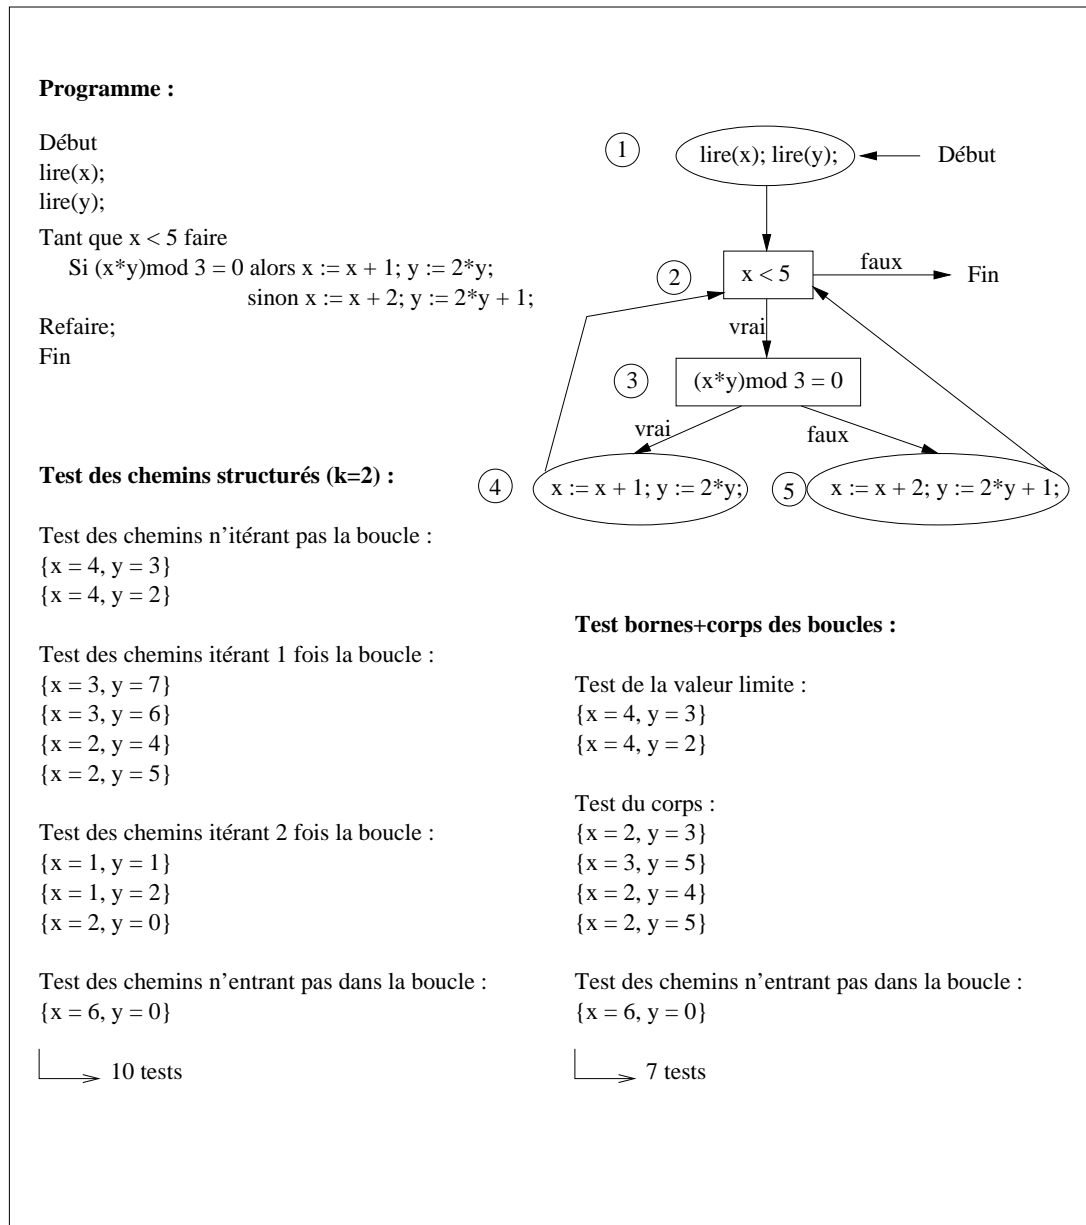 Programme :
Début
lire(x);
lire(y);
Tant que x < 5 faire
Si (x*y)mod 3 = 0 alors x := x + 1; y := 2*y;
sinon x := x + 2; y := 2*y + 1;
Refaire;
Fin
1
lire(x); lire(y);
Début
2
x < 5
faux
Fin
vrai
3
(x*y)mod 3 = 0
vrai
faux
4
x := x + 1; y := 2*y;
5
x := x + 2; y := 2*y + 1;
Test des chemins structurés (k=2) :
Test des chemins n'itérant pas la boucle :
{x = 4, y = 3}
{x = 4, y = 2}
Test des chemins itérant 1 fois la boucle :
{x = 3, y = 7}
{x = 3, y = 6}
{x = 2, y = 4}
{x = 2, y = 5}
Test des chemins itérant 2 fois la boucle :
{x = 1, y = 1}
{x = 1, y = 2}
{x = 2, y = 0}
Test des chemins n'entrant pas dans la boucle :
{x = 6, y = 0}
10 tests
Test bornes+corps des boucles :
Test de la valeur limite :
{x = 4, y = 3}
{x = 4, y = 2}
Test du corps :
{x = 2, y = 3}
{x = 3, y = 5}
{x = 2, y = 4}
{x = 2, y = 5}
Test des chemins n'entrant pas dans la boucle :
{x = 6, y = 0}
7 tests